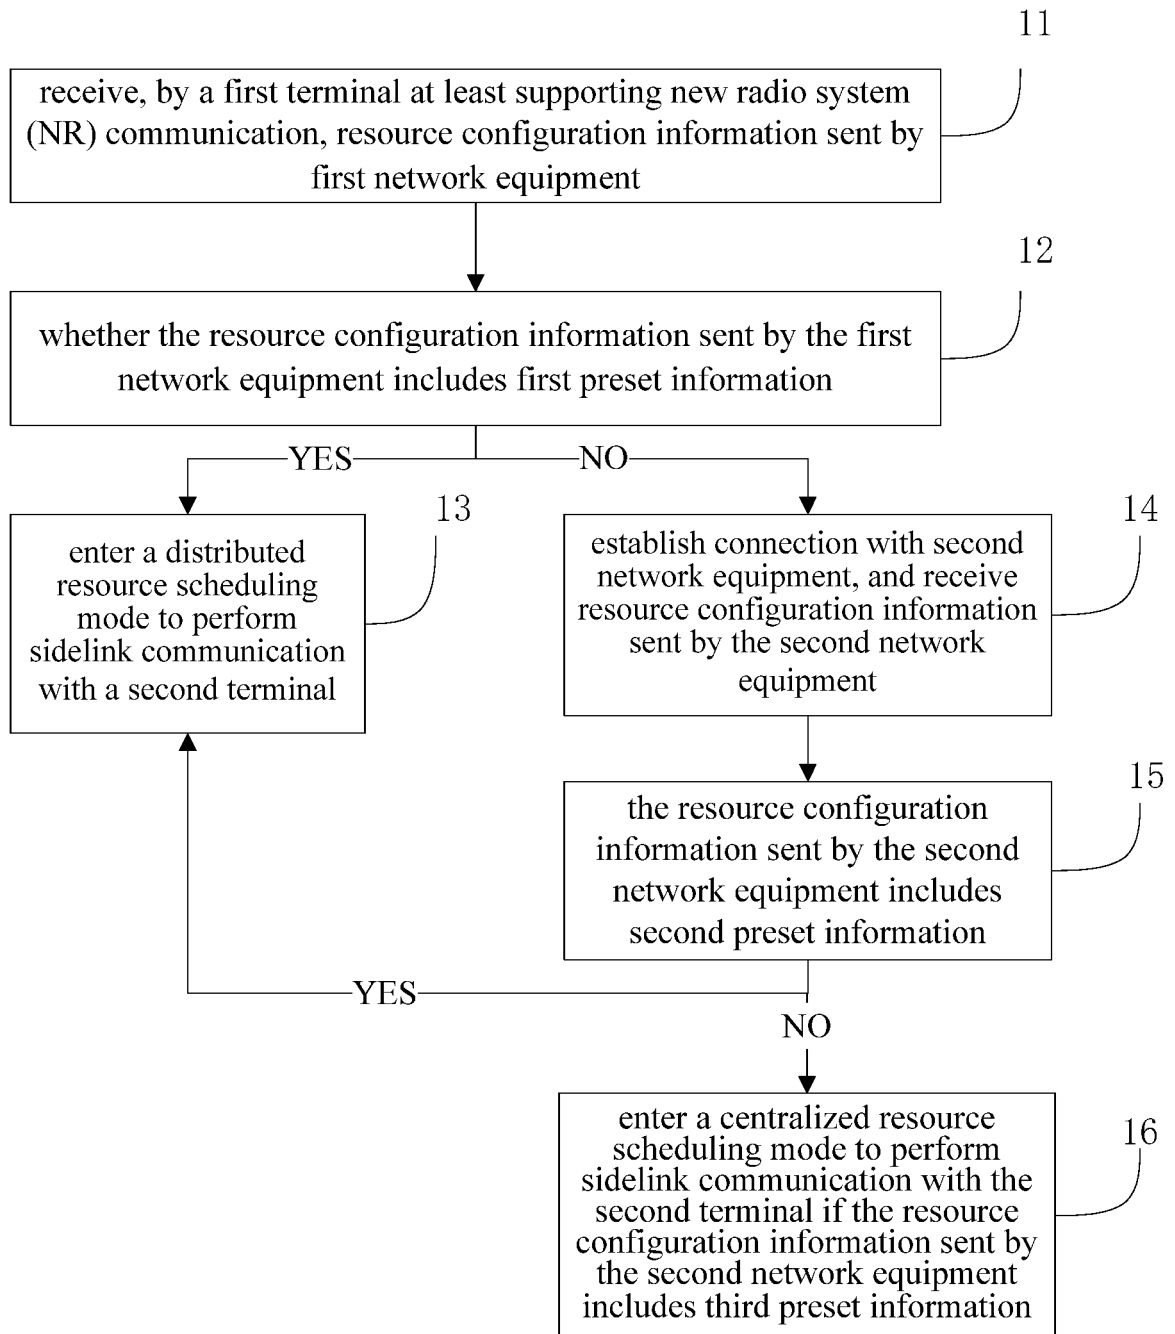 11
receive, by a first terminal at least supporting new radio system
(NR) communication, resource configuration information sent by
first network equipment
12
whether the resource configuration information sent by the first
network equipment includes first preset information
YES
NO
13
enter a distributed
resource scheduling
mode to perform
sidelink communication
with a second terminal
14
establish connection with second
network equipment, and receive
resource configuration information
sent by the second network
equipment
15
the resource configuration
information sent by the second
network equipment includes
second preset information
YES
NO
16
enter a centralized resource
scheduling mode to perform
sidelink communication with the
second terminal if the resource
configuration information sent by
the second network equipment
includes third preset information